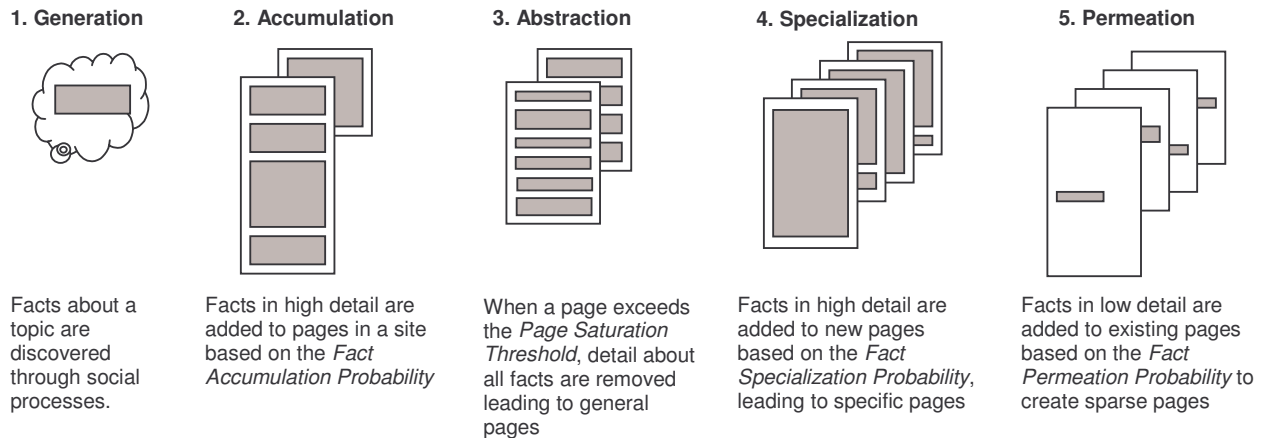 1. Generation
2. Accumulation
3. Abstraction
4. Specialization
5. Permeation
Facts about a
topic are
discovered
through social
processes.
Facts in high detail are
added to pages in a site
based on the Fact
Accumulation Probability
When a page exceeds
the Page Saturation
Threshold, detail about
all facts are removed
leading to general
pages
Facts in high detail are
added to new pages
based on the Fact
Specialization Probability,
leading to specific pages
Facts in low detail are
added to existing pages
based on the Fact
Permeation Probability to
create sparse pages